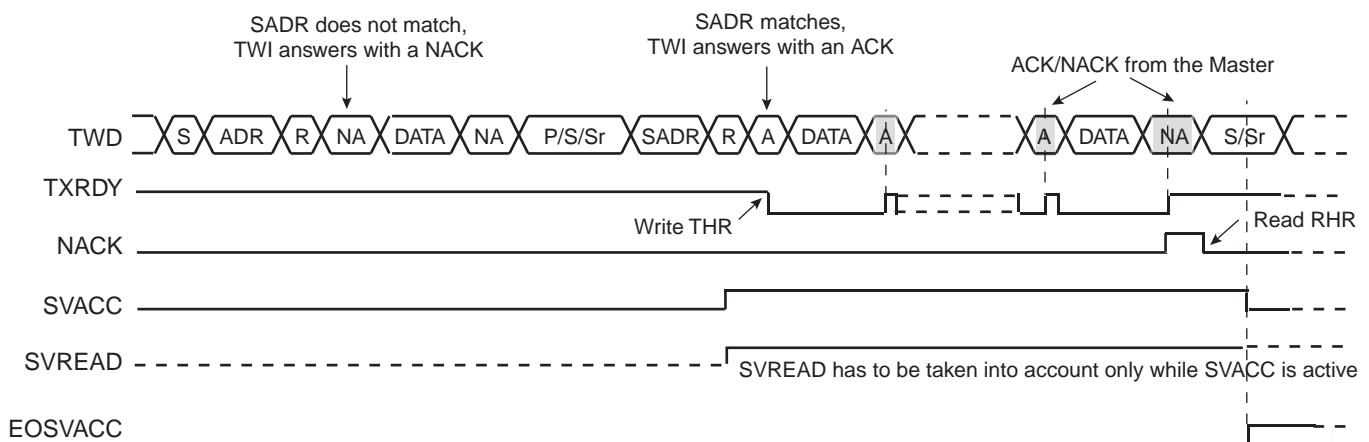 SADR does not match,
TWI answers with a NACK
SADR matches,
TWI answers with an ACK
ACK/NACK from the Master
TWD S ADR R NA DATA NA P/S/Sr SADR R A DATA A A DATA NA S/Sr
TXRDY
Write THR
Read RHR
NACK
SVACC
SVREAD
SVREAD has to be taken into account only while SVACC is active
EOSVACC